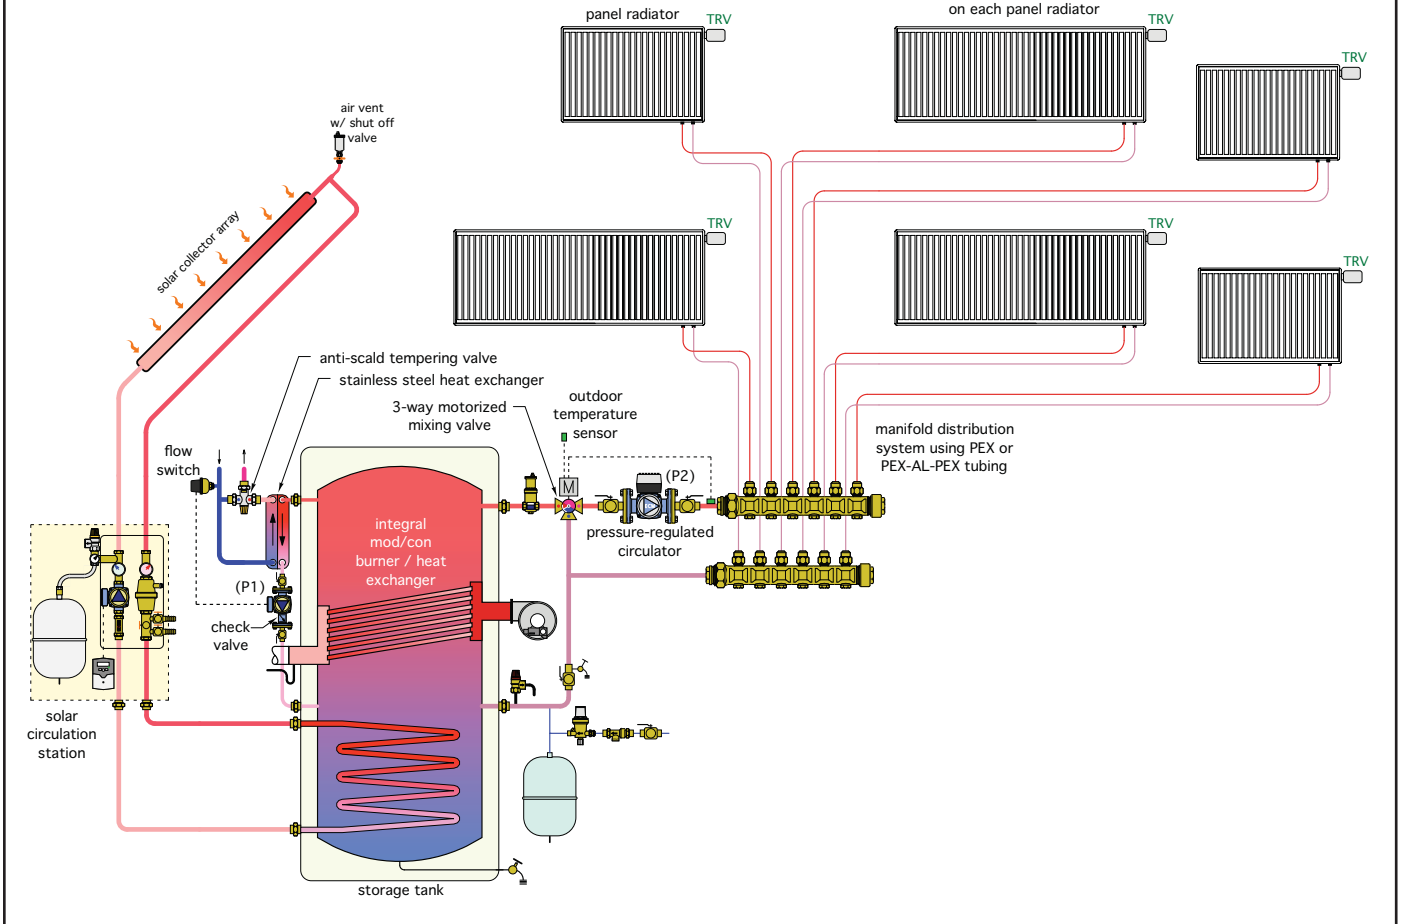 panel radiator
TRV
on each panel radiator
TRV
TRV
air vent
w/ shut off
valve
solar collector array
TRV
TRV
TRV
anti-scald tempering valve
stainless steel heat exchanger
3-way motorized
mixing valve
outdoor
temperature
sensor
manifold distribution
system using PEX or
PEX-AL-PEX tubing
flow
switch
M
(P2)
pressure-regulated
circulator
integral
mod/con
burner / heat
exchanger
(P1)
check
valve
solar
circulation
station
storage tank